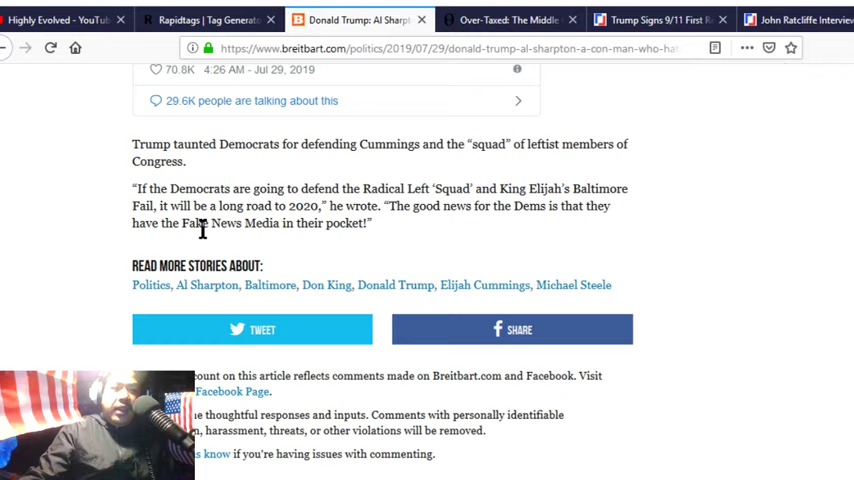 Highly Evolved - YouTub
Rapidtags | Tag Generato
Donald Trump: Al Sharpt
Over-Taxed: The Middle
Trump Signs 9/11 First Re
John Ratcliffe Interview
https://www.breitbart.com/politics/2019/07/29/donald-trump-al-sharpton-a-con-man-who-hat
70.8K 4:26 AM - Jul 29, 2019
29.6K people are talking about this
Trump taunted Democrats for defending Cummings and the “squad” of leftist members of
Congress.
“If the Democrats are going to defend the Radical Left ‘Squad’ and King Elijah’s Baltimore
Fail, it will be a long road to 2020,” he wrote. “The good news for the Dems is that they
have the Fake News Media in their pocket!”
READ MORE STORIES ABOUT:
Politics, Al Sharpton, Baltimore, Don King, Donald Trump, Elijah Cummings, Michael Steele
TWEET
SHARE
count on this article reflects comments made on Breitbart.com and Facebook. Visit
Facebook Page.
thoughtful responses and inputs. Comments with personally identifiable
harassment, threats, or other violations will be removed.
know if you're having issues with commenting.